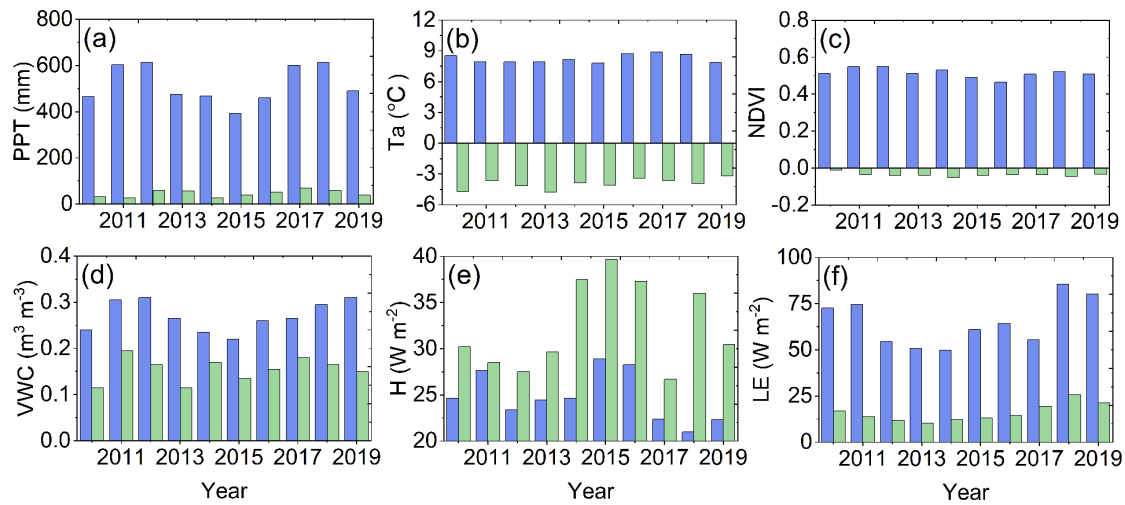 (a)
PPT (mm)
800
600
400
200
0
2011 2013 2015 2017 2019
(b)
Ta (°C)
12
9
6
3
0
-3
-6
2011 2013 2015 2017 2019
(c)
NDVI
0.8
0.6
0.4
0.2
0.0
-0.2
2011 2013 2015 2017 2019
(d)
VWC (m³ m⁻³)
0.4
0.3
0.2
0.1
0.0
2011 2013 2015 2017 2019
Year
(e)
H (W m⁻²)
40
35
30
25
20
2011 2013 2015 2017 2019
Year
(f)
LE (W m⁻²)
100
75
50
25
0
2011 2013 2015 2017 2019
Year